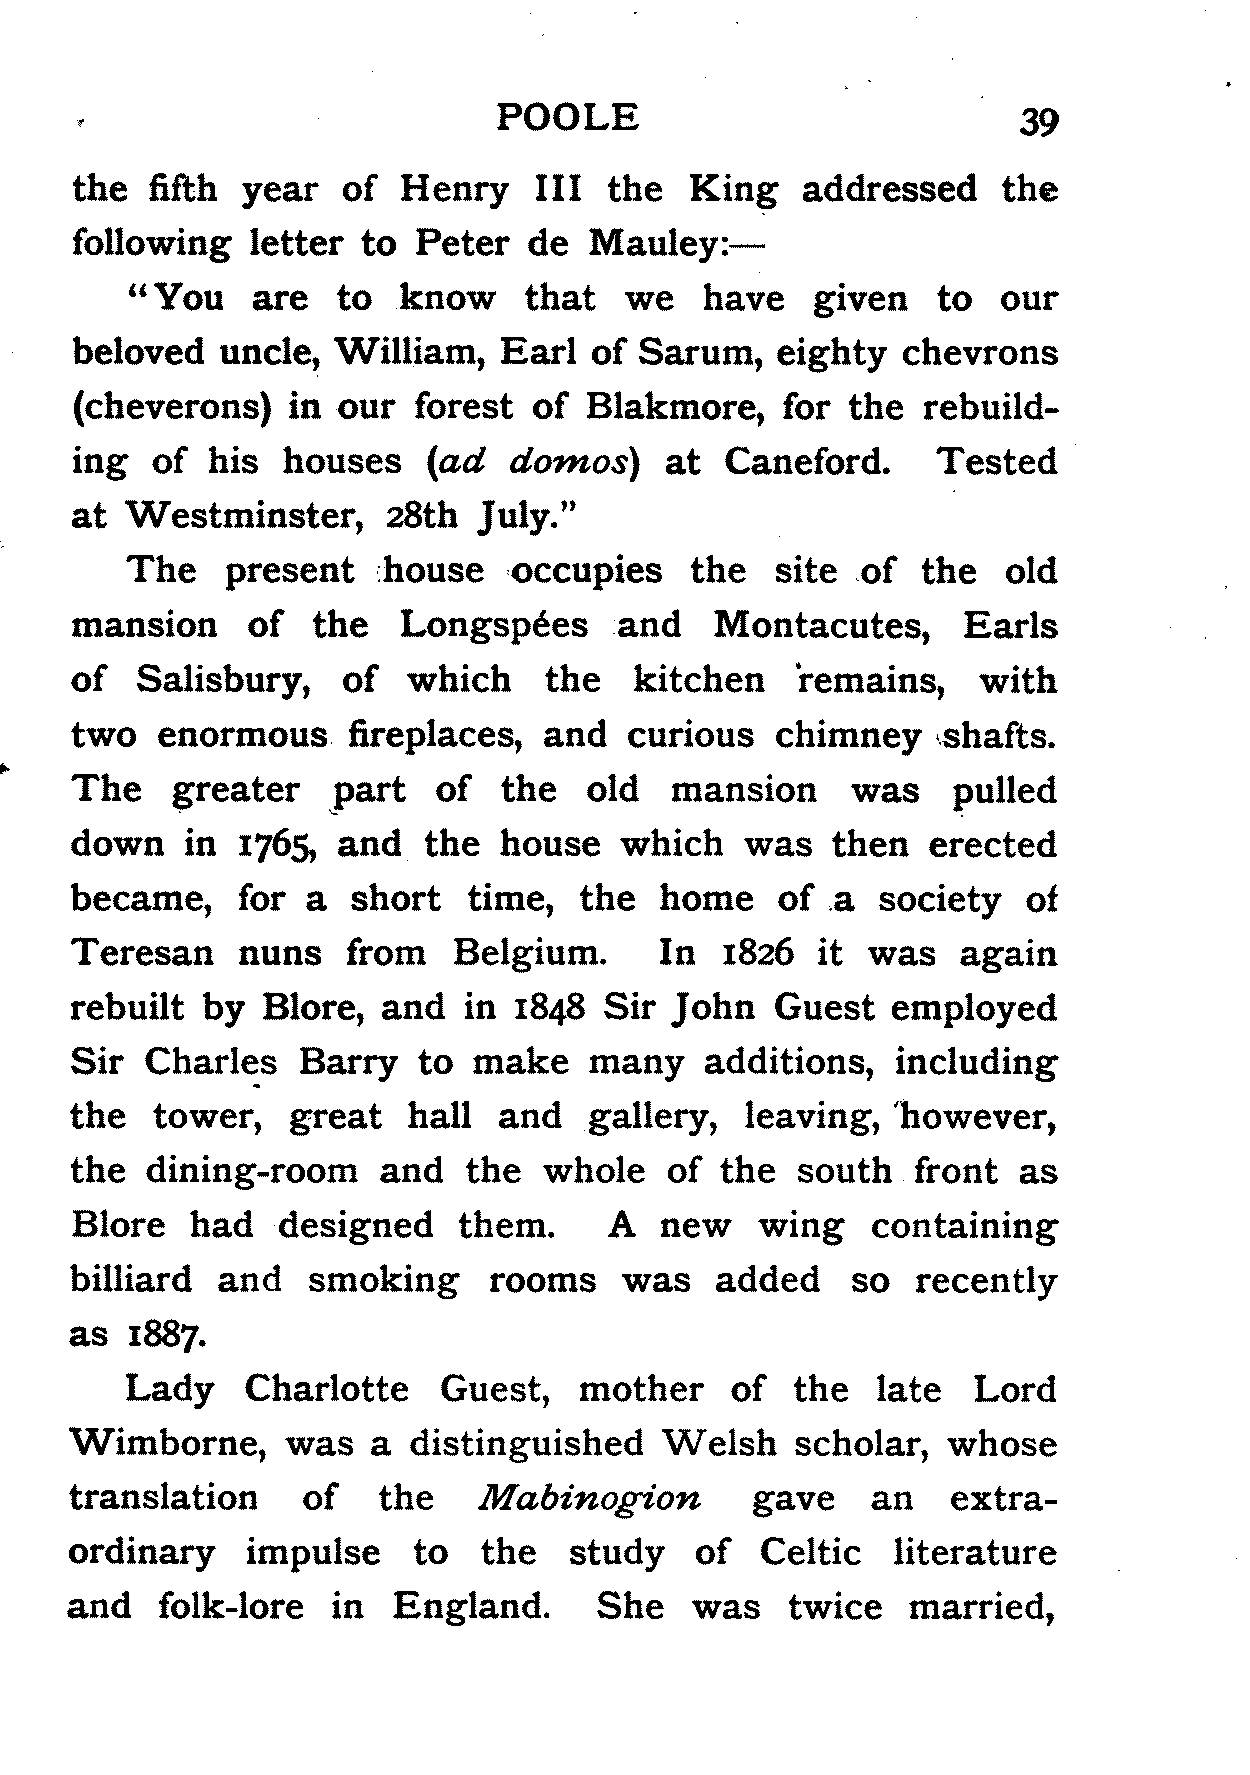 POOLE 39
the fifth year of Henry III the King addressed the
following letter to Peter de Mauley:—
“You are to know that we have given to our
beloved uncle, William, Earl of Sarum, eighty chevrons
(cheverons) in our forest of Blakmore, for the rebuild-
ing of his houses (ad domos) at Caneford. Tested
at Westminster, 28th July.”
The present house occupies the site of the old
mansion of the Longspées and Montacutes, Earls
of Salisbury, of which the kitchen remains, with
two enormous fireplaces, and curious chimney shafts.
The greater part of the old mansion was pulled
down in 1765, and the house which was then erected
became, for a short time, the home of a society of
Teresan nuns from Belgium. In 1826 it was again
rebuilt by Blore, and in 1848 Sir John Guest employed
Sir Charles Barry to make many additions, including
the tower, great hall and gallery, leaving, however,
the dining-room and the whole of the south front as
Blore had designed them. A new wing containing
billiard and smoking rooms was added so recently
as 1887.
Lady Charlotte Guest, mother of the late Lord
Wimborne, was a distinguished Welsh scholar, whose
translation of the Mabinogion gave an extra-
ordinary impulse to the study of Celtic literature
and folk-lore in England. She was twice married,